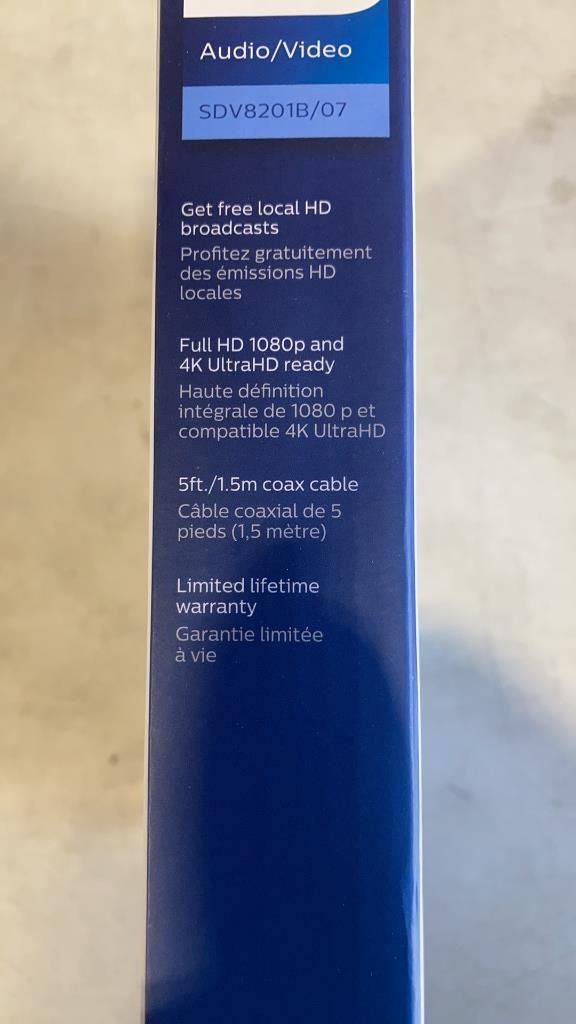 Audio/Video
SDV8201B/07
Get free local HD
broadcasts
Profitez gratuitement
des émissions HD
locales
Full HD 1080p and
4K UltraHD ready
Haute définition
intégrale de 1080 p et
compatible 4K UltraHD
5ft./1.5m coax cable
Câble coaxial de 5
pieds (1,5 mètre)
Limited lifetime
warranty
Garantie limitée
à vie